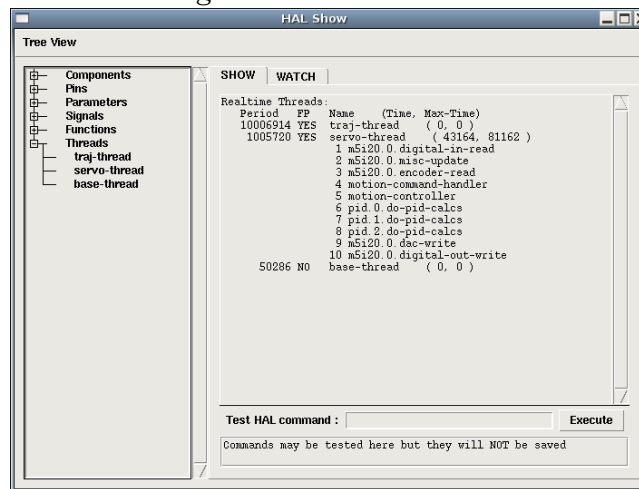 HAL Show
Tree View
Components
Pins
Parameters
Signals
Functions
Threads
traj-thread
servo-thread
base-thread
SHOW WATCH
Realtime Threads:
Period FP Name (Time, Max-Time)
10006914 YES traj-thread ( 0, 0 )
1005720 YES servo-thread ( 43164, 81162 )
1 m5i20.0.digital-in-read
2 m5i20.0.misc-update
3 m5i20.0.encoder-read
4 motion-command-handler
5 motion-controller
6 pid.0.do-pid-calcs
7 pid.1.do-pid-calcs
8 pid.2.do-pid-calcs
9 m5i20.0.dac-write
10 m5i20.0.digital-out-write
50286 NO base-thread ( 0, 0 )
Test HAL command :
Execute
Commands may be tested here but they will NOT be saved